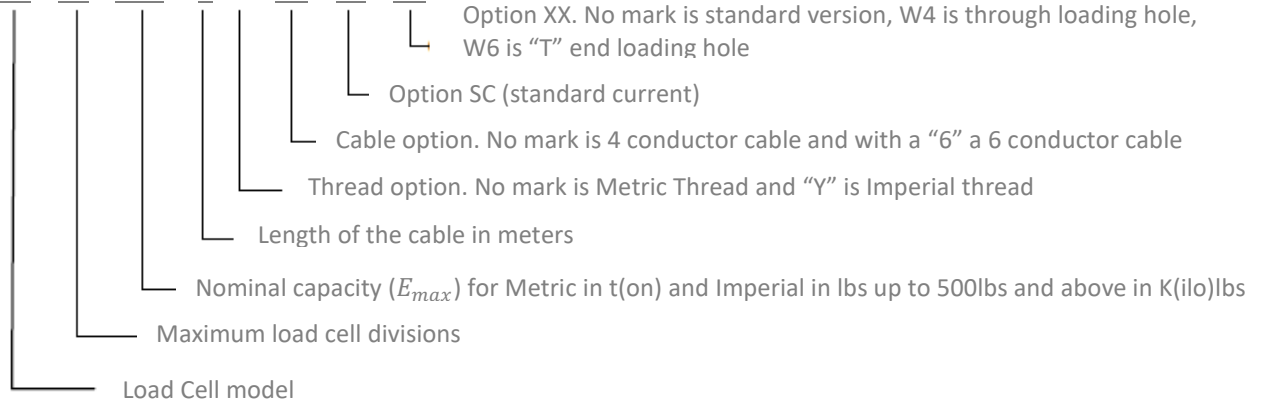 Option XX. No mark is standard version, W4 is through loading hole,
W6 is “T” end loading hole
Option SC (standard current)
Cable option. No mark is 4 conductor cable and with a “6” a 6 conductor cable
Thread option. No mark is Metric Thread and “Y” is Imperial thread
Length of the cable in meters
Nominal capacity (E_max) for Metric in t(on) and Imperial in lbs up to 500lbs and above in K(ilo)lbs
Maximum load cell divisions
Load Cell model